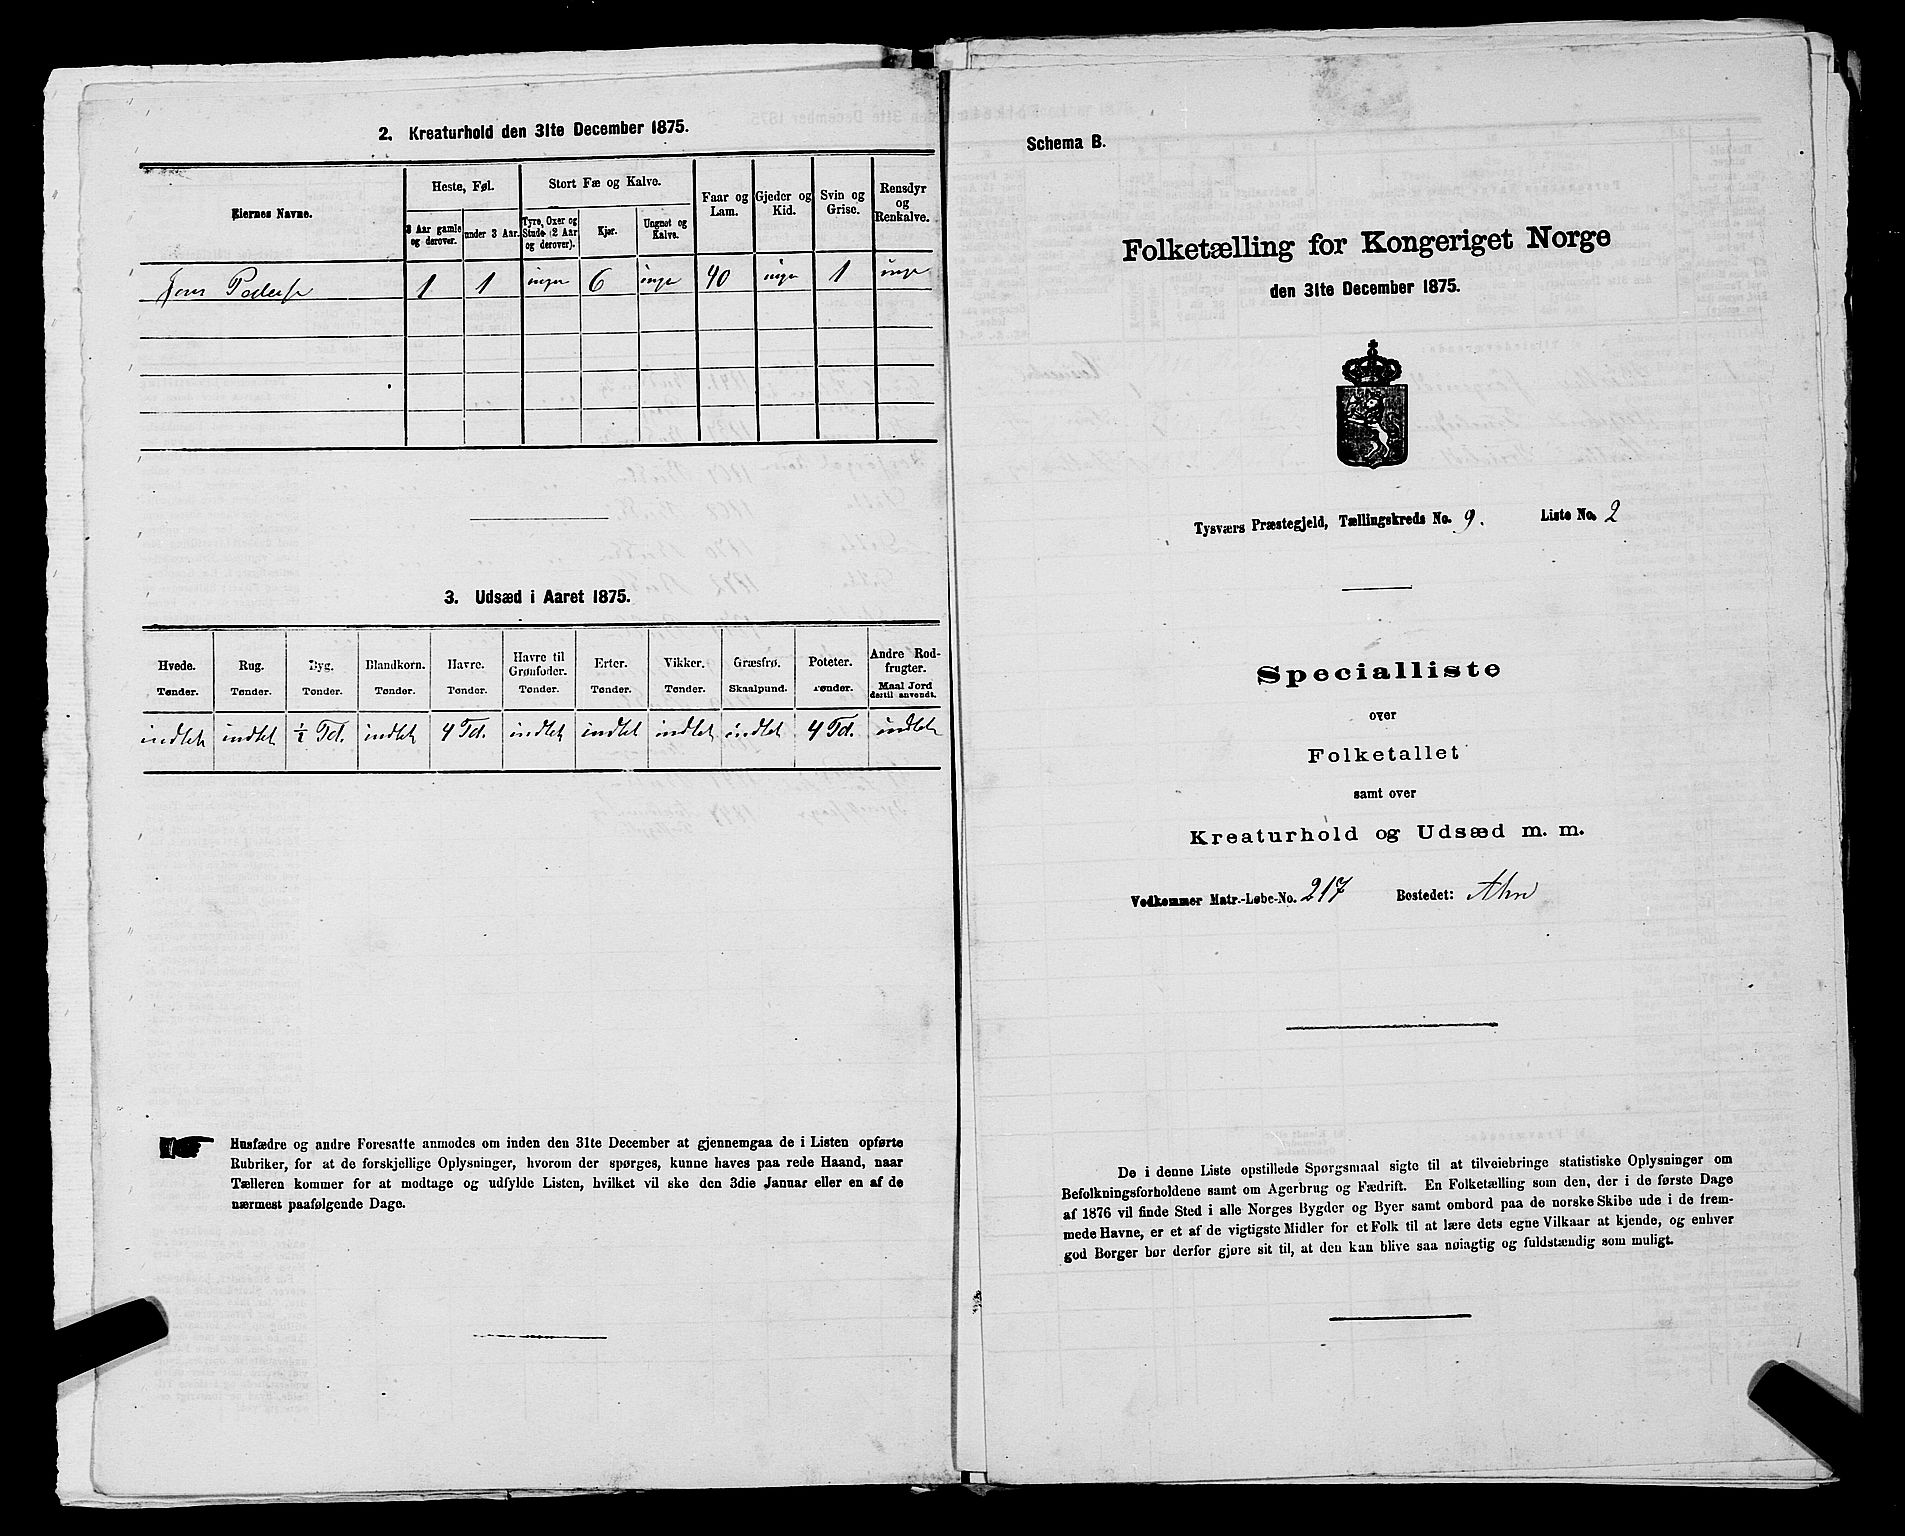 2. Kreaturhold den 31te December 1875.
Eiernes Navne.
Heste, Føl.
3 Aar gamle og derover.
under 3 Aar.
Stort Fæ og Kalve.
Tyre, Oxer og Stude (2 Aar og derover).
Kjør.
Ungnøt og Kalve.
Faar og Lam.
Gjeder og Kid.
Svin og Grise.
Rensdyr og Renkalve.
1 1 ingen 6 inge 40 inge 1 inge
3. Udsæd i Aaret 1875.
Hvede. Tønder.
Rug. Tønder.
Byg. Tønder.
Blandkorn. Tønder.
Havre. Tønder.
Havre til Grønfoder. Tønder.
Erter. Tønder.
Vikker. Tønder.
Græsfrø. Skaalpund.
Poteter. Tønder.
Andre Rodfrugter. Maal Jord dertil anvendt.
indtet indtet ½ Td. indtet 4 Td. indtet indtet indtet indtet 4 Td. indtet
Husfædre og andre Foresatte anmodes om inden den 31te December at gjennemgaa de i Listen opførte
Rubriker, for at de forskjellige Oplysninger, hvorom der spørges, kunne haves paa rede Haand, naar
Tælleren kommer for at modtage og udfylde Listen, hvilket vil ske den 3die Januar eller en af de
nærmest paafølgende Dage.
Schema B.
Folketælling for Kongeriget Norge
den 31te December 1875.
Tysværs Præstegjeld, Tællingskreds No. 9. Liste No. 2
Specialliste
over
Folketallet
samt over
Kreaturhold og Udsæd m. m.
Vedkommer Matr.-Løbe-No. 217 Bostedet:
De i denne Liste opstillede Spørgsmaal sigte til at tilveiebringe statistiske Oplysninger om
Befolkningsforholdene samt om Agerbrug og Fædrift. En Folketælling som den, der i de første Dage
af 1876 vil finde Sted i alle Norges Bygder og Byer samt ombord paa de norske Skibe ude i de frem-
mede Havne, er et af de vigtigste Midler for et Folk til at lære dets egne Vilkaar at kjende, og enhver
god Borger bør derfor gjøre sit til, at den kan blive saa nøiagtig og fuldstændig som muligt.